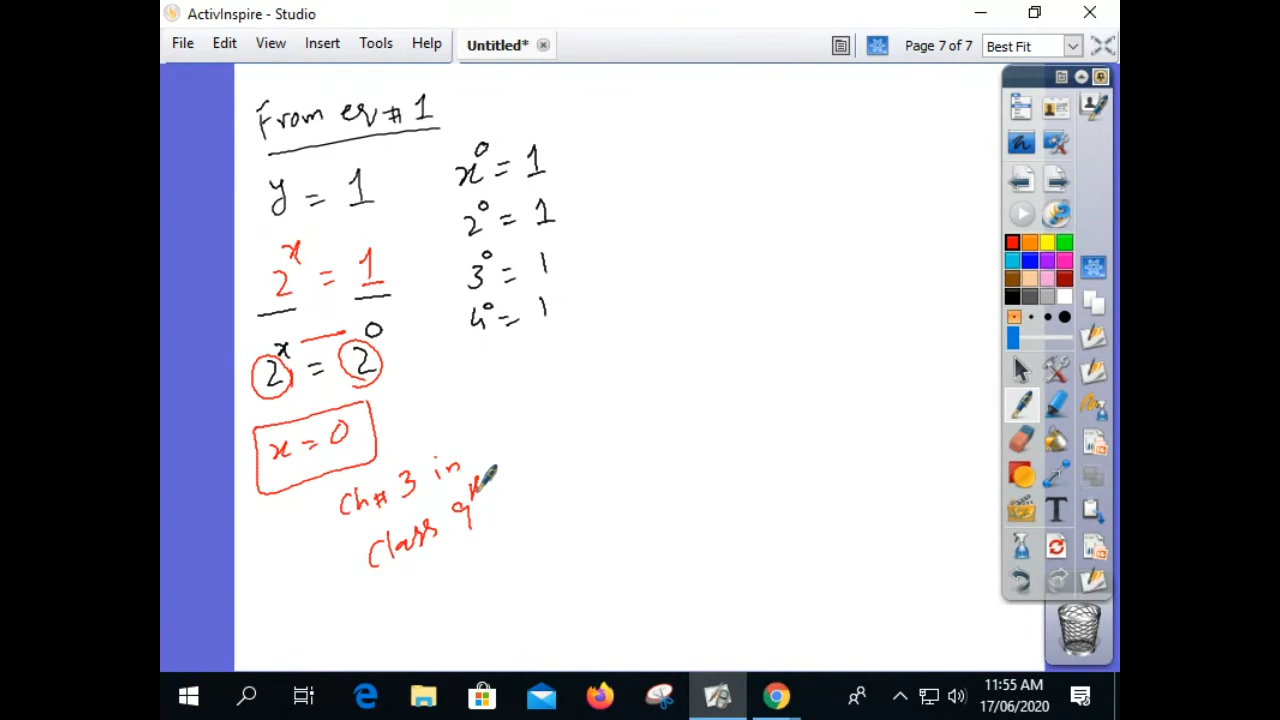 ActivInspire - Studio
File Edit View Insert Tools Help Untitled* Page 7 of 7 Best Fit
From eq # 1
y = 1
2ˣ = 1
2ˣ = 2⁰
x = 0
x⁰ = 1
2⁰ = 1
3⁰ = 1
4⁰ = 1
Ch# 3 in
Class 9
11:55 AM
17/06/2020